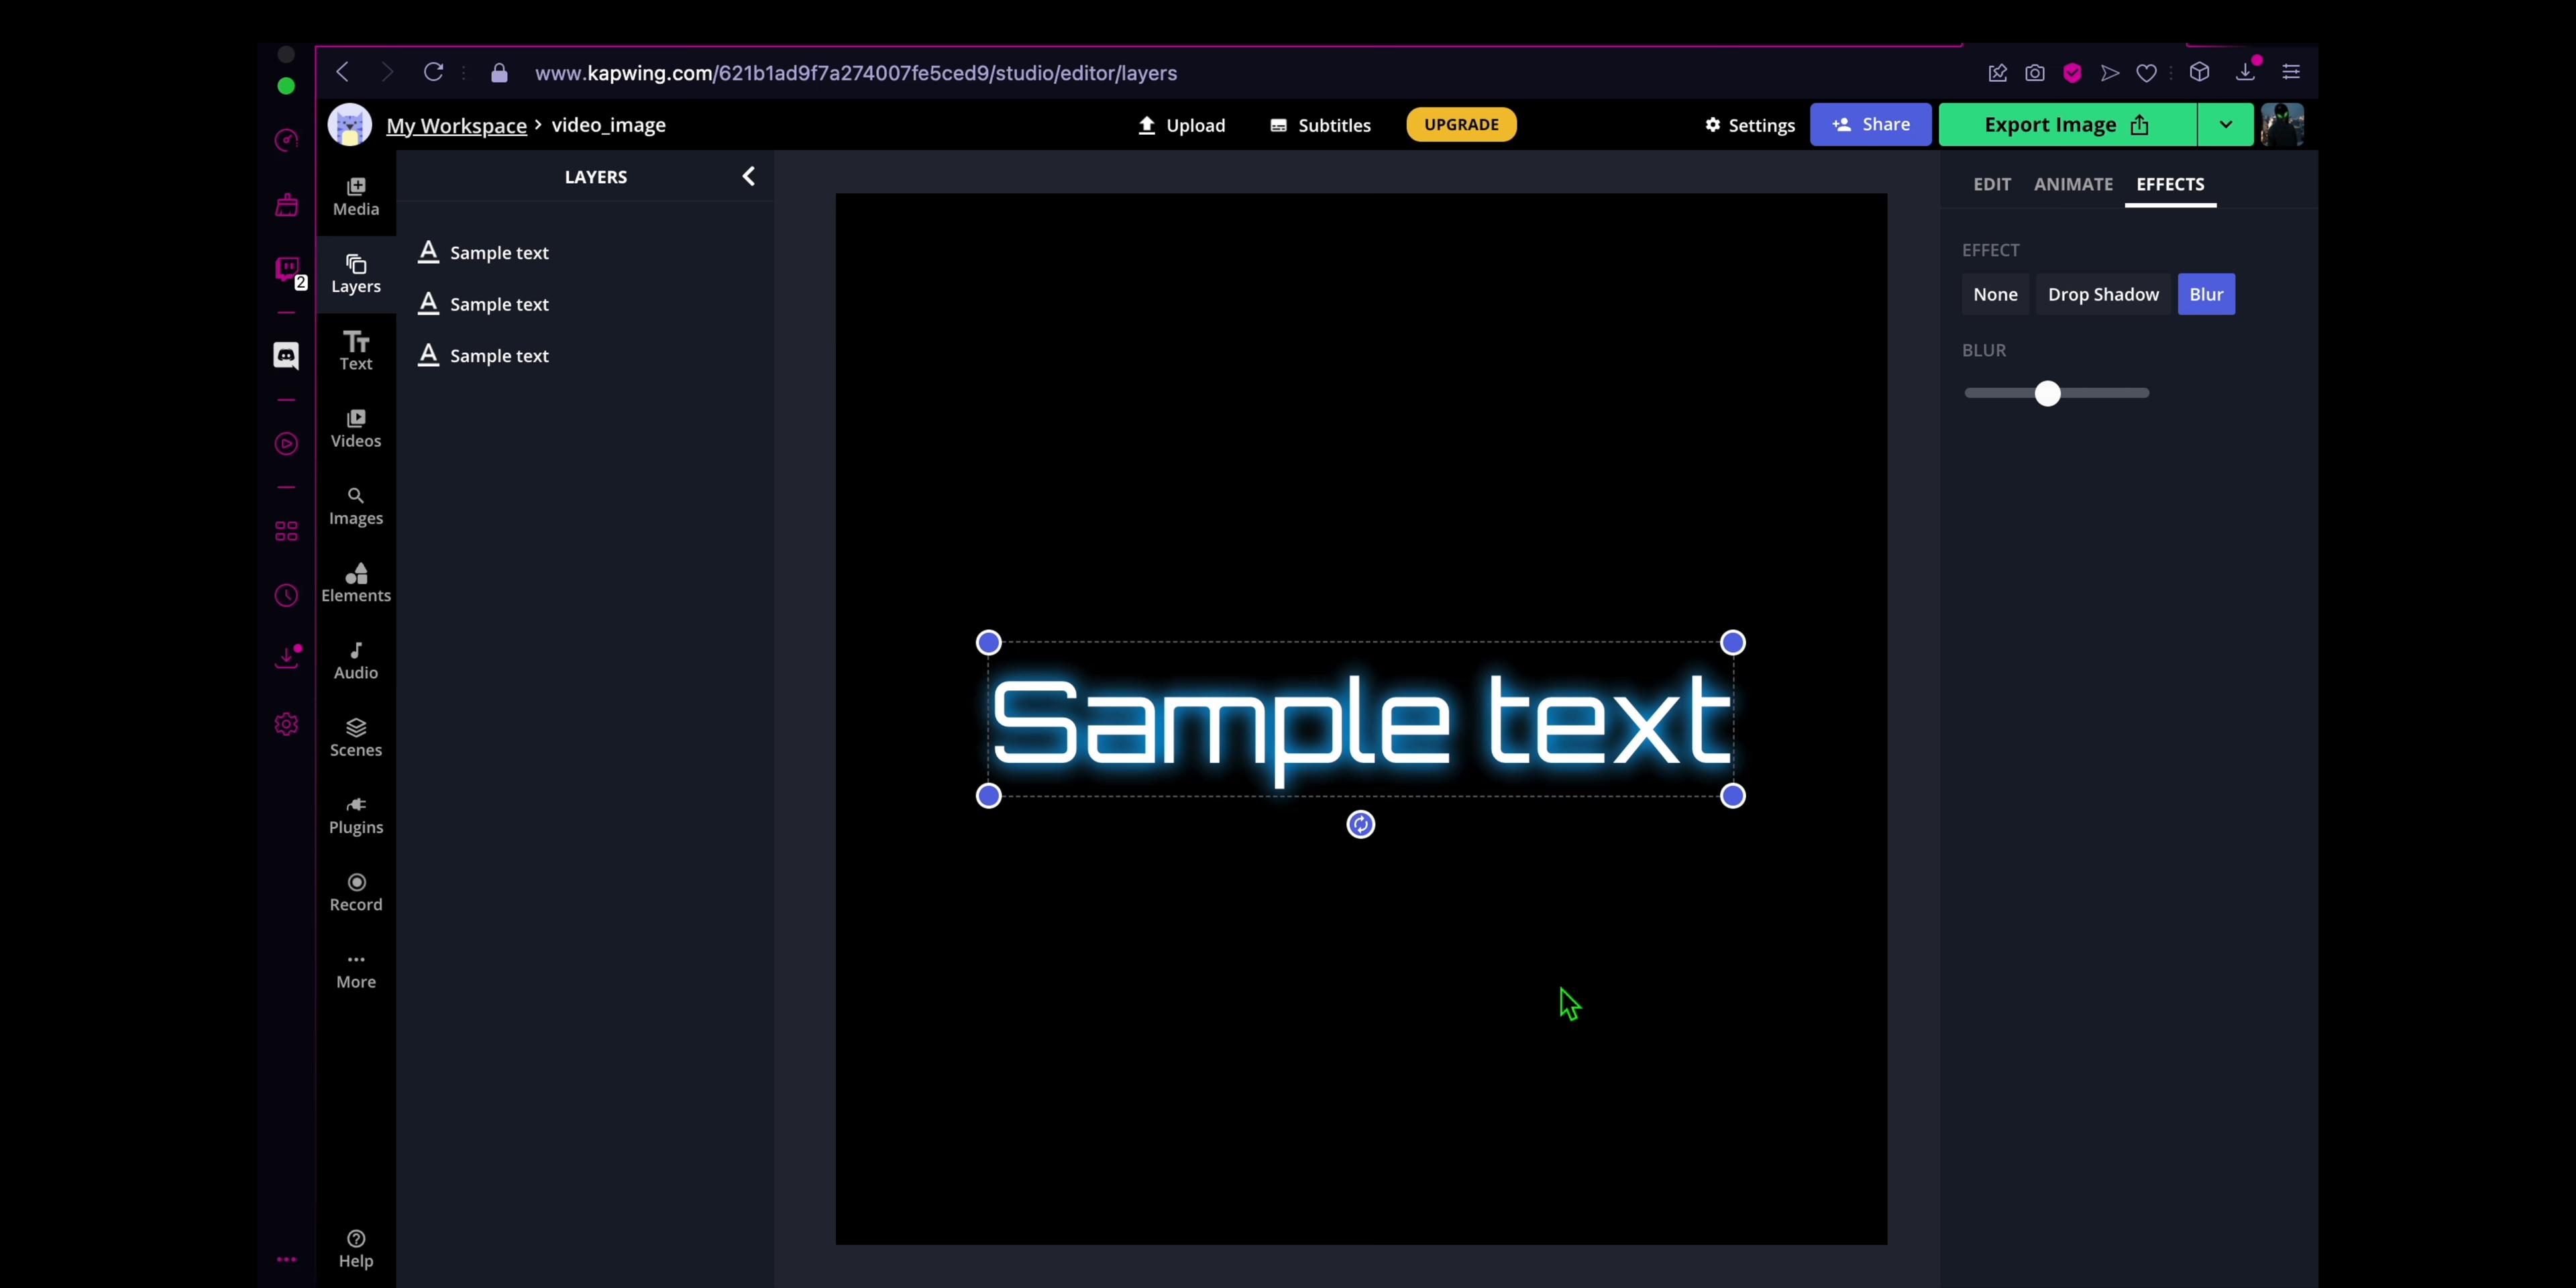 www.kapwing.com/621b1ad9f7a274007fe5ced9/studio/editor/layers
My Workspace > video_image
Upload
Subtitles
UPGRADE
Settings
Share
Export Image
2
Media
Layers
Text
Videos
Images
Elements
Audio
Scenes
Plugins
Record
More
Help
LAYERS
Sample text
Sample text
Sample text
Sample text
EDIT ANIMATE EFFECTS
EFFECT
None Drop Shadow Blur
BLUR